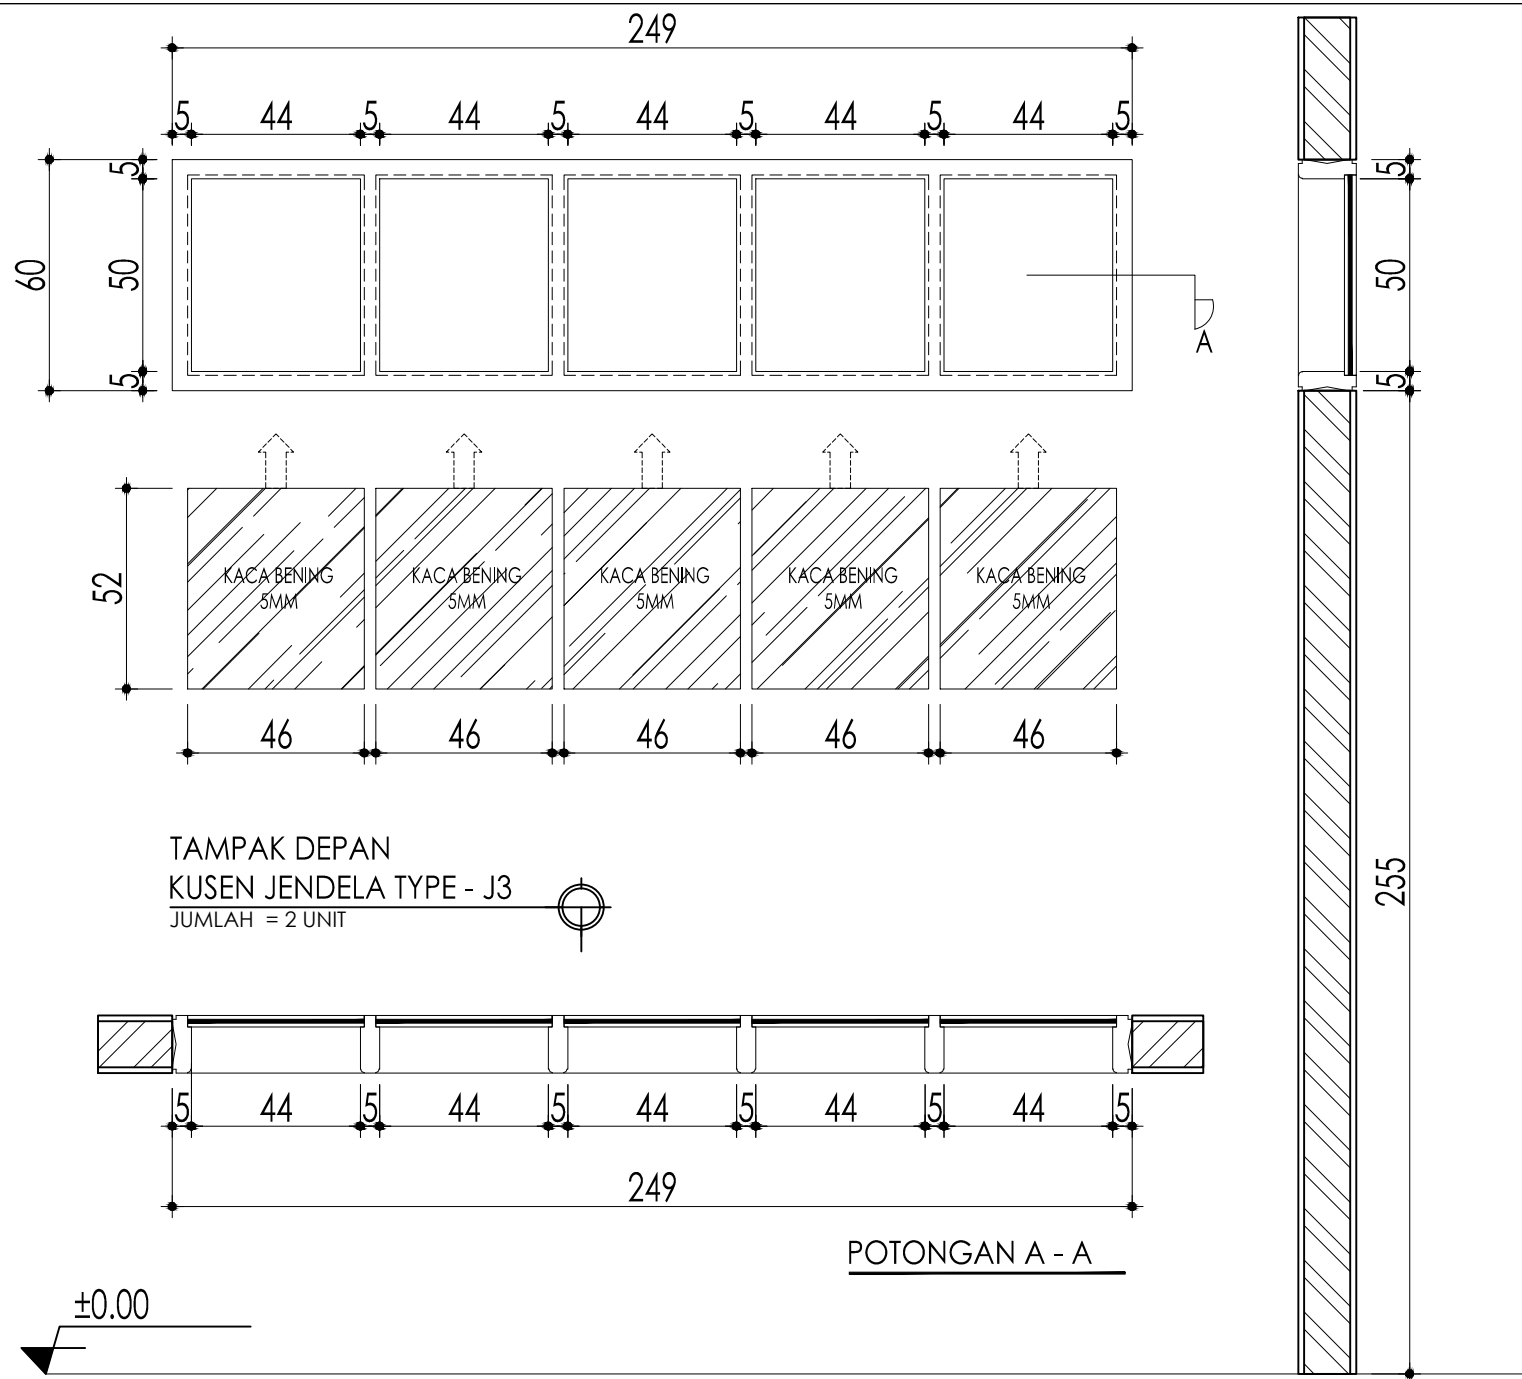 249
5 44 5 44 5 44 5 44 5 44 5
5
60
50
5
5
50
5
A
KACA BENING
5MM
KACA BENING
5MM
KACA BENING
5MM
KACA BENING
5MM
KACA BENING
5MM
52
46 46 46 46 46
TAMPAK DEPAN
KUSEN JENDELA TYPE - J3
JUMLAH = 2 UNIT
255
5 44 5 44 5 44 5 44 5 44 5
249
POTONGAN A - A
±0.00